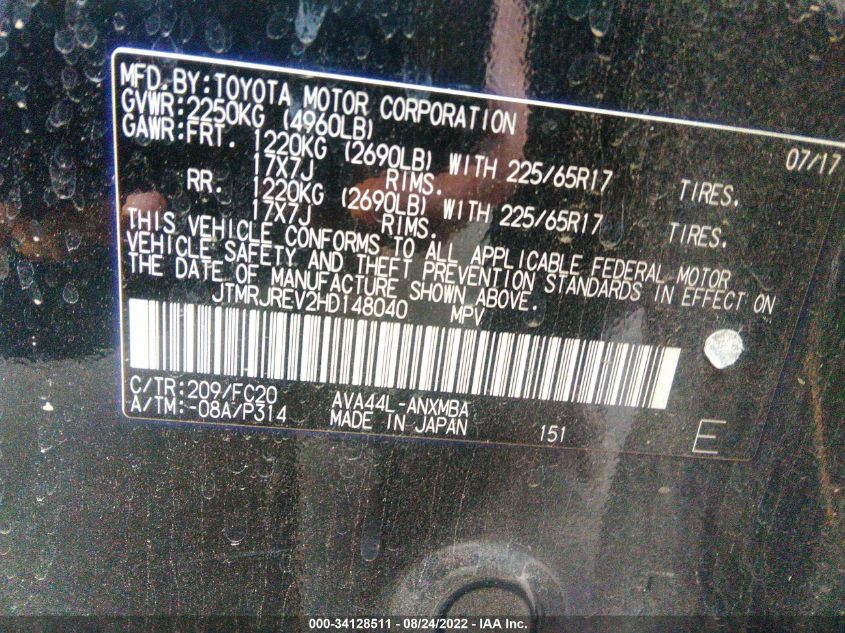 MFD. BY: TOYOTA MOTOR CORPORATION 07/17
GVWR: 2250KG (4960LB)
GAWR: FRT. 1220KG (2690LB) WITH 225/65R17 TIRES.
17X7J RIMS.
RR. 1220KG (2690LB) WITH 225/65R17 TIRES.
17X7J RIMS.
THIS VEHICLE CONFORMS TO ALL APPLICABLE FEDERAL MOTOR
VEHICLE SAFETY AND THEFT PREVENTION STANDARDS IN EFFECT ON
THE DATE OF MANUFACTURE SHOWN ABOVE.
JTMRJREV2HD148040 MPV
C/TR: 209/FC20 AVA44L-ANXMBA
A/TM: -08A/P314 MADE IN JAPAN 151 E
000-34128511 - 08/24/2022 - IAA Inc.